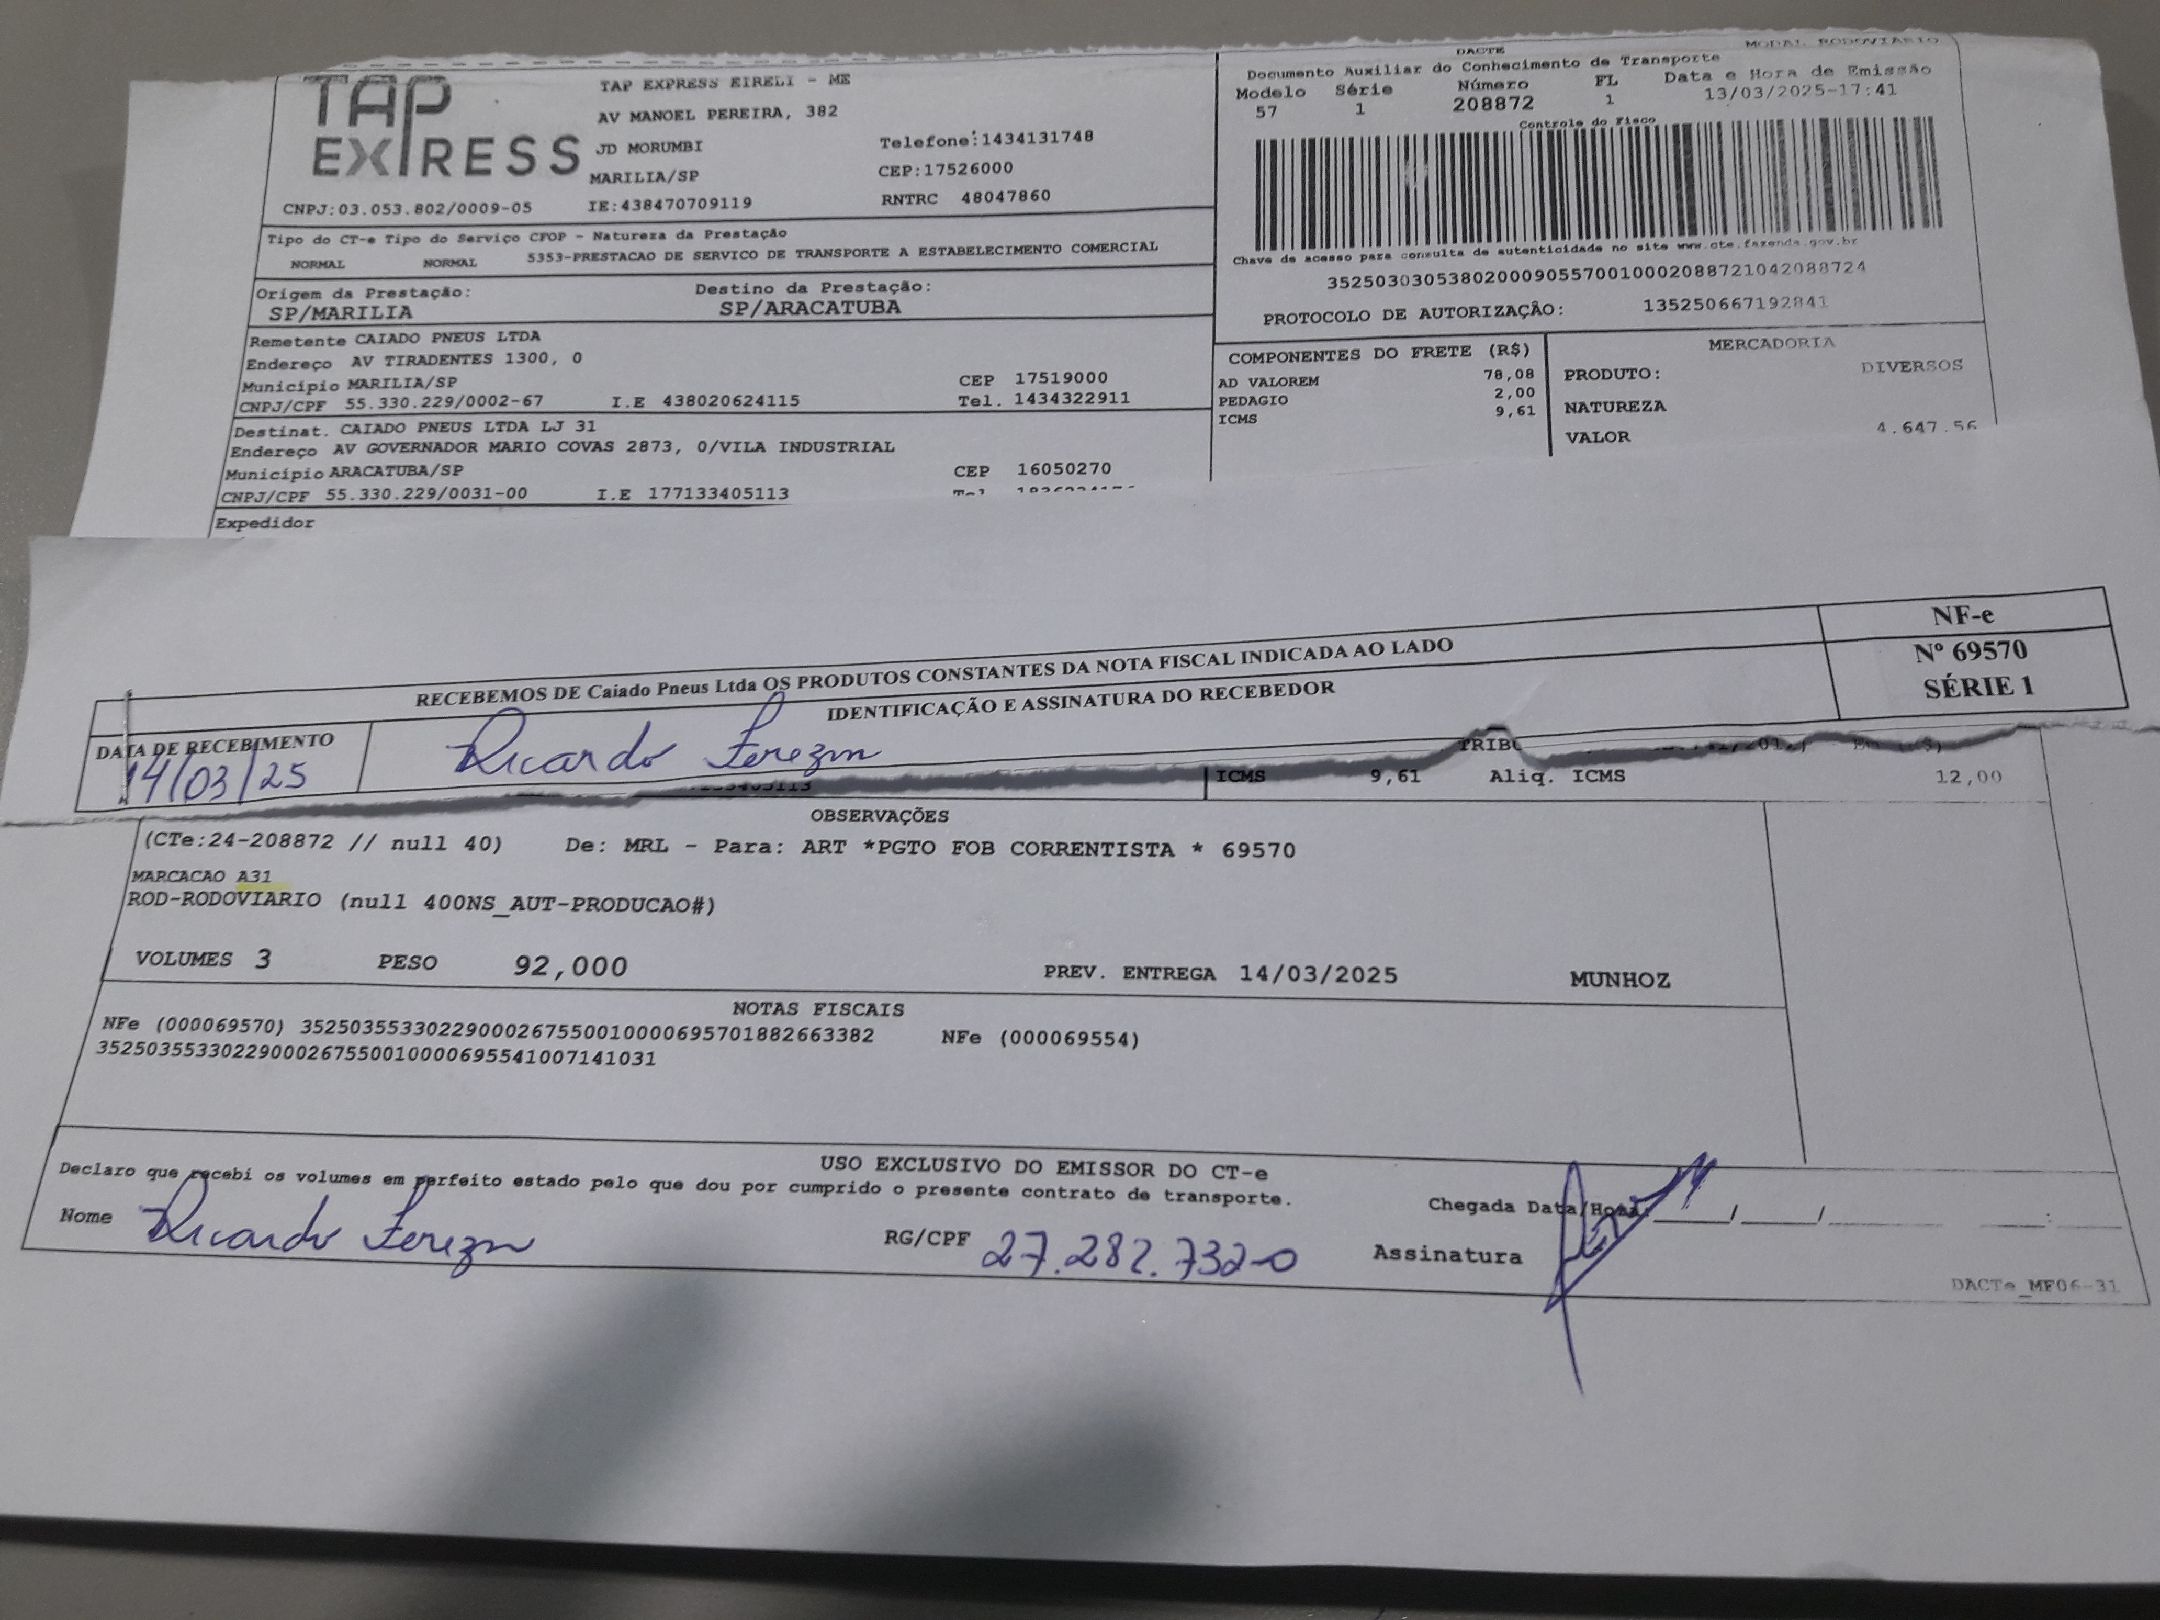 TAP EXPRESS
TAP EXPRESS EIRELI - ME
AV MANOEL PEREIRA, 382
JD MORUMBI Telefone:1434131748
MARILIA/SP CEP:17526000
CNPJ:03.053.802/0009-05 IE:438470709119 RNTRC 48047860
DACTE MODAL RODOVIARIO
Documento Auxiliar do Conhecimento de Transporte
Modelo Série Número FL Data e Hora de Emissão
57 1 208872 1 13/03/2025-17:41
Controle do Fisco
Chave de acesso para consulta de autenticidade no site www.cte.fazenda.gov.br
35250303053802000905570010002088721042088724
PROTOCOLO DE AUTORIZAÇÃO: 135250667192841
Tipo do CT-e Tipo do Serviço CFOP - Natureza da Prestação
NORMAL NORMAL 5353-PRESTACAO DE SERVICO DE TRANSPORTE A ESTABELECIMENTO COMERCIAL
Origem da Prestação: Destino da Prestação:
SP/MARILIA SP/ARACATUBA
Remetente CAIADO PNEUS LTDA
Endereço AV TIRADENTES 1300, 0
Município MARILIA/SP CEP 17519000
CNPJ/CPF 55.330.229/0002-67 I.E 438020624115 Tel. 1434322911
Destinat. CAIADO PNEUS LTDA LJ 31
Endereço AV GOVERNADOR MARIO COVAS 2873, 0/VILA INDUSTRIAL
Município ARACATUBA/SP CEP 16050270
CNPJ/CPF 55.330.229/0031-00 I.E 177133405113
Expedidor
COMPONENTES DO FRETE (R$)
AD VALOREM 78,08
PEDAGIO 2,00
ICMS 9,61
MERCADORIA
PRODUTO: DIVERSOS
NATUREZA
VALOR 4.647.56
RECEBEMOS DE Caiado Pneus Ltda OS PRODUTOS CONSTANTES DA NOTA FISCAL INDICADA AO LADO
NF-e
Nº 69570
SÉRIE 1
DATA DE RECEBIMENTO IDENTIFICAÇÃO E ASSINATURA DO RECEBEDOR
14/03/25 Ricardo Ferezin
ICMS 9,61 Aliq. ICMS 12,00
OBSERVAÇÕES
(CTe:24-208872 // null 40) De: MRL - Para: ART *PGTO FOB CORRENTISTA * 69570
MARCACAO A31
ROD-RODOVIARIO (null 400NS_AUT-PRODUCAO#)
VOLUMES 3 PESO 92,000 PREV. ENTREGA 14/03/2025 MUNHOZ
NOTAS FISCAIS
NFe (000069570) 35250355330229000267550010000695701882663382 NFe (000069554)
35250355330229000267550010000695541007141031
USO EXCLUSIVO DO EMISSOR DO CT-e
Declaro que recebi os volumes em perfeito estado pelo que dou por cumprido o presente contrato de transporte.
Chegada Data/Hora: ____/____/____ ___:___
Nome Ricardo Ferezin RG/CPF 27.282.732-0 Assinatura
DACTe_MF06-31